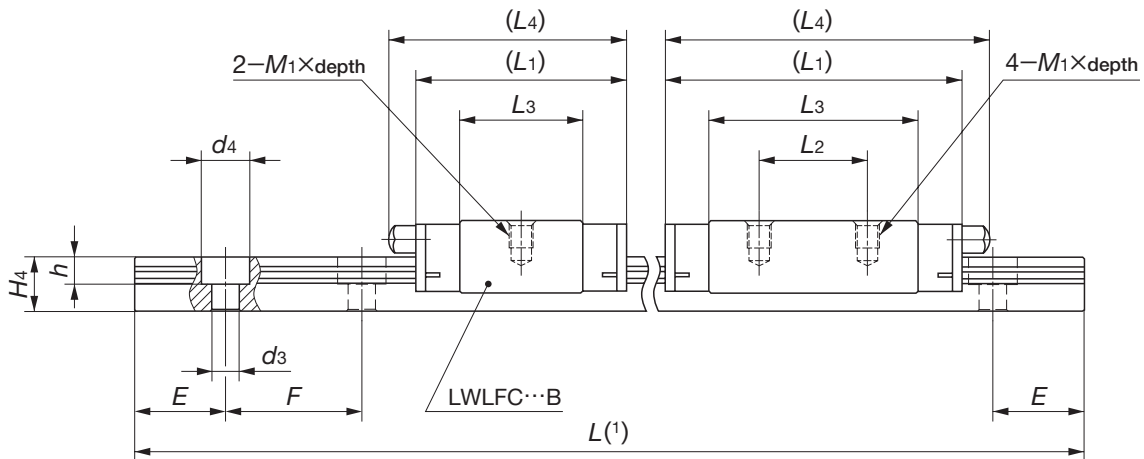 (L4) (L4)
2−M1×depth (L1) (L1) 4−M1×depth
L3 L3
d4 L2
h
H4
d3
E F LWLFC…B E
L(1)